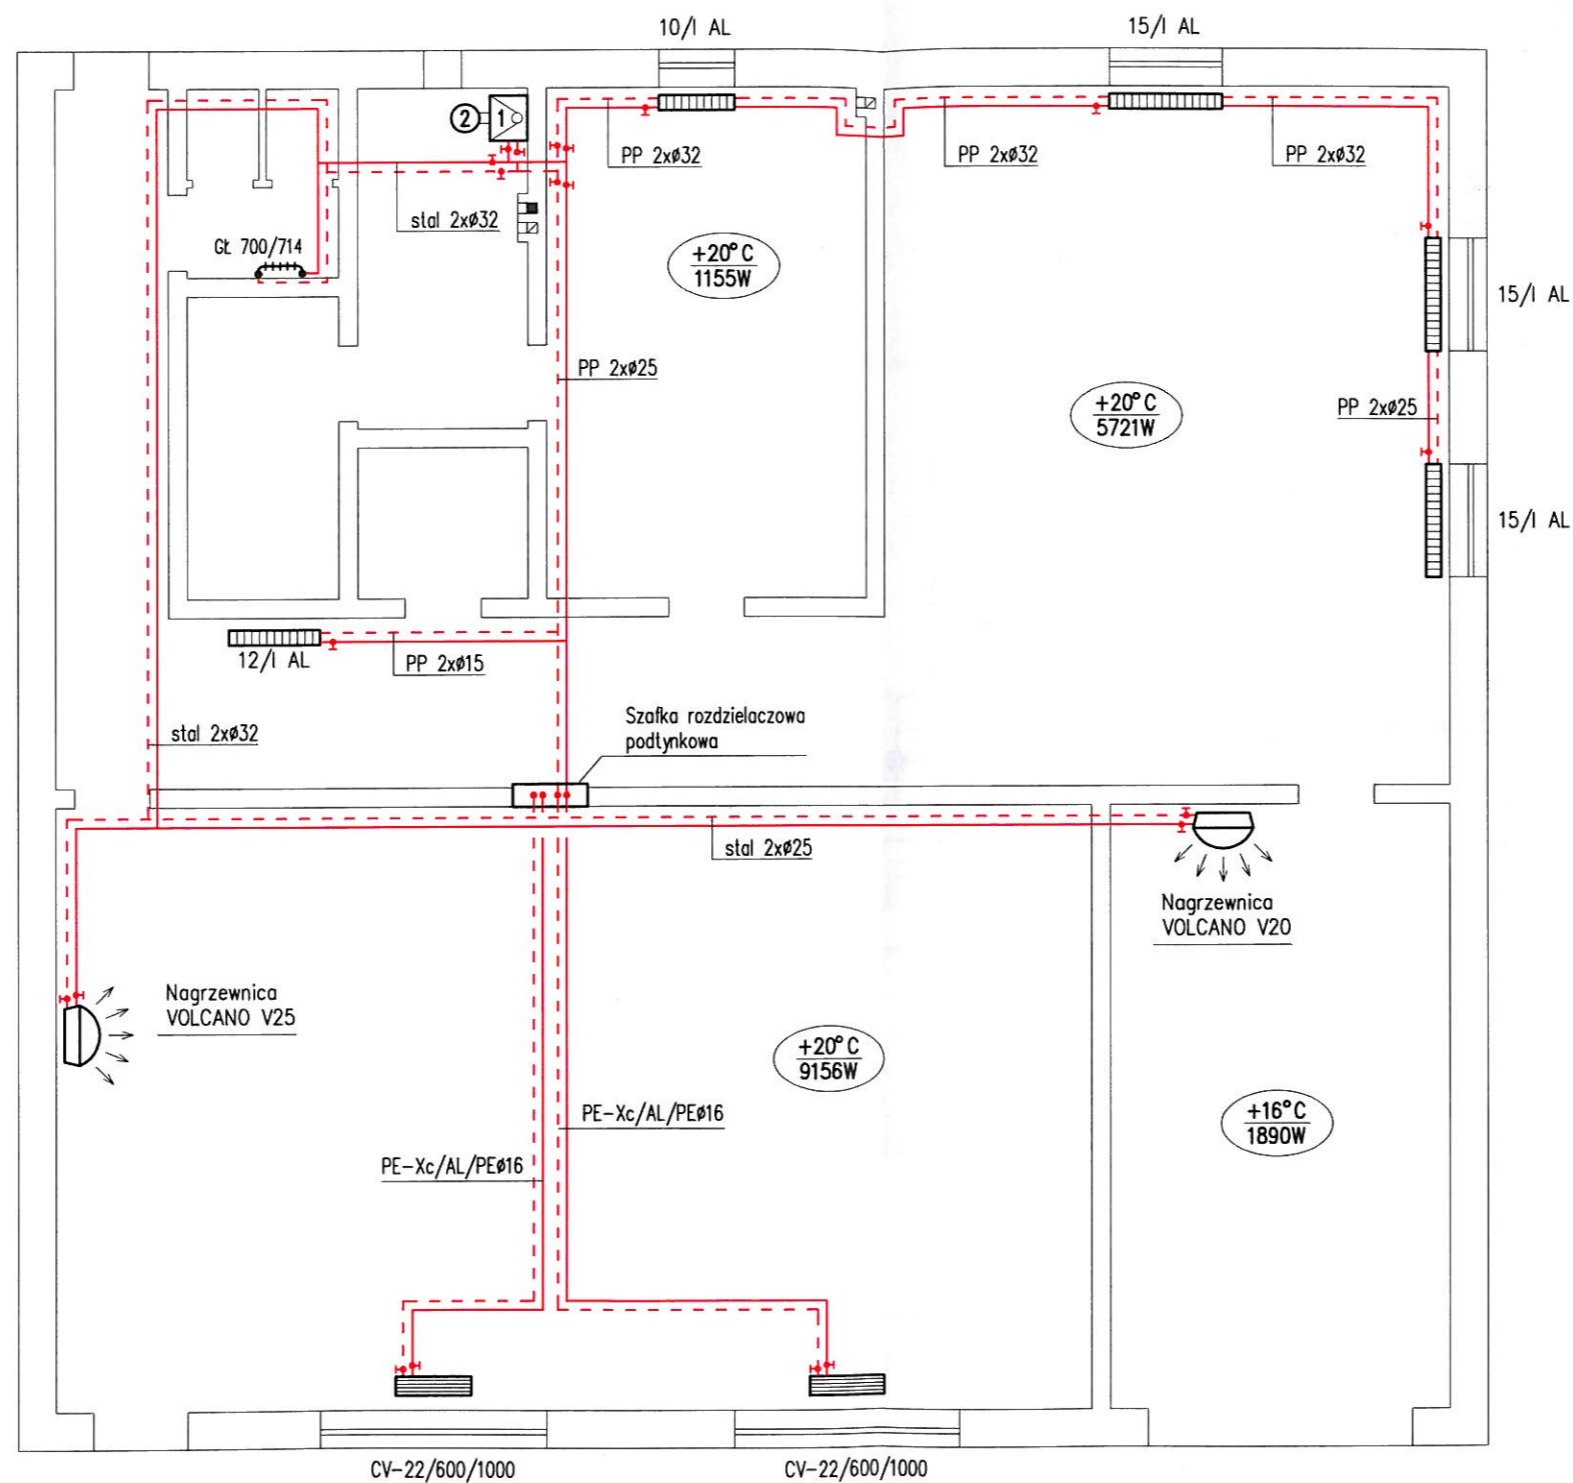 10/I AL
15/I AL
2
1
PP 2xø32
PP 2xø32
PP 2xø32
stal 2xø32
GŁ 700/714
+20°C
1155W
15/I AL
PP 2xø25
+20°C
5721W
PP 2xø25
15/I AL
12/I AL
PP 2xø15
Szafka rozdzielaczowa
podtynkowa
stal 2xø32
stal 2xø25
Nagrzewnica
VOLCANO V20
Nagrzewnica
VOLCANO V25
+20°C
9156W
PE-Xc/AL/PEø16
+16°C
1890W
PE-Xc/AL/PEø16
CV-22/600/1000
CV-22/600/1000